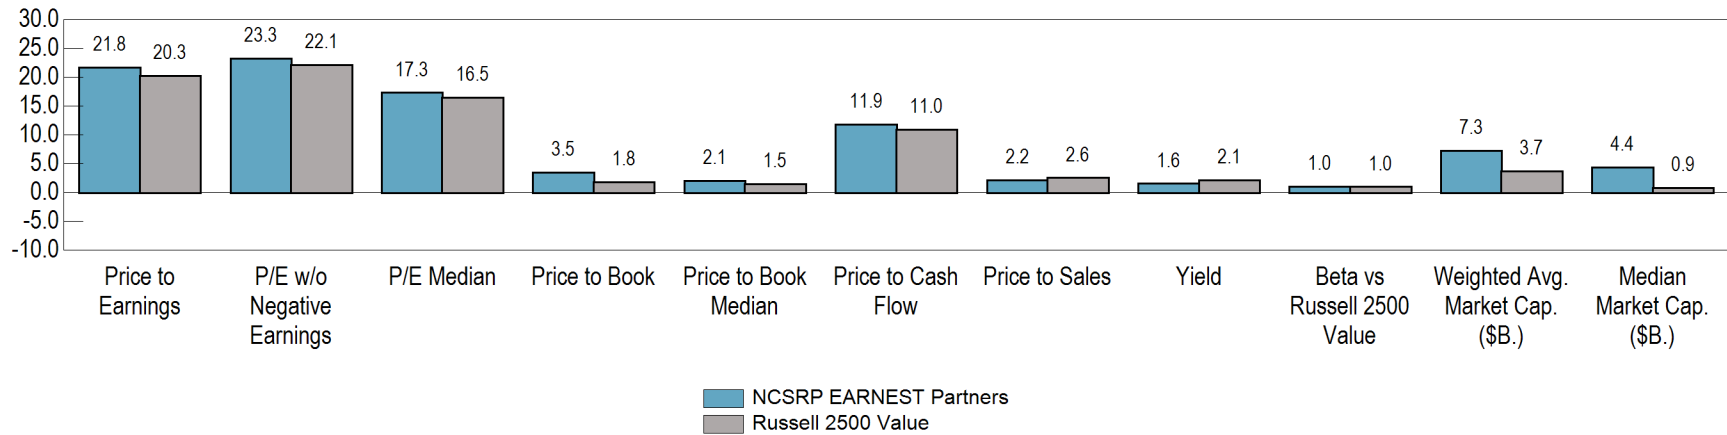 30.0
25.0
20.0
15.0
10.0
5.0
0.0
-5.0
-10.0
21.8
20.3
23.3
22.1
17.3
16.5
3.5
1.8
2.1
1.5
11.9
11.0
2.2
2.6
1.6
2.1
1.0
1.0
7.3
3.7
4.4
0.9
Price to
Earnings
P/E w/o
Negative
Earnings
P/E Median
Price to Book
Price to Book
Median
Price to Cash
Flow
Price to Sales
Yield
Beta vs
Russell 2500
Value
Weighted Avg.
Market Cap.
($B.)
Median
Market Cap.
($B.)
NCSRP EARNEST Partners
Russell 2500 Value